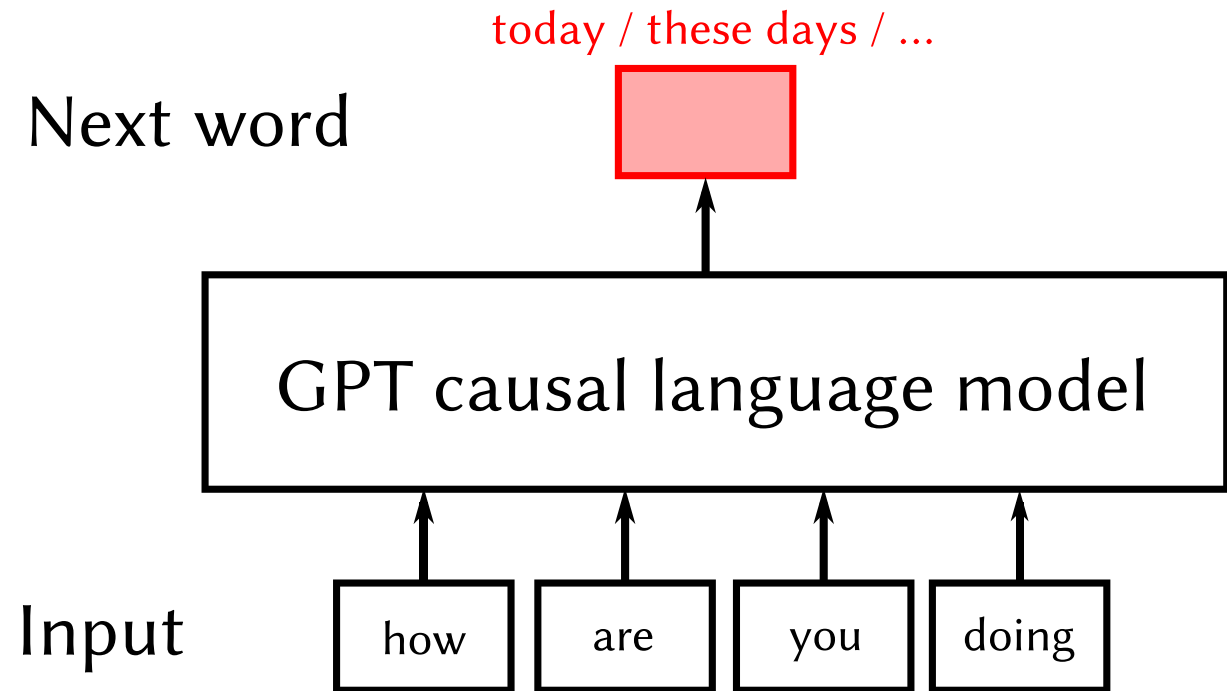 today / these days / ...
Next word
GPT causal language model
Input
how
are
you
doing